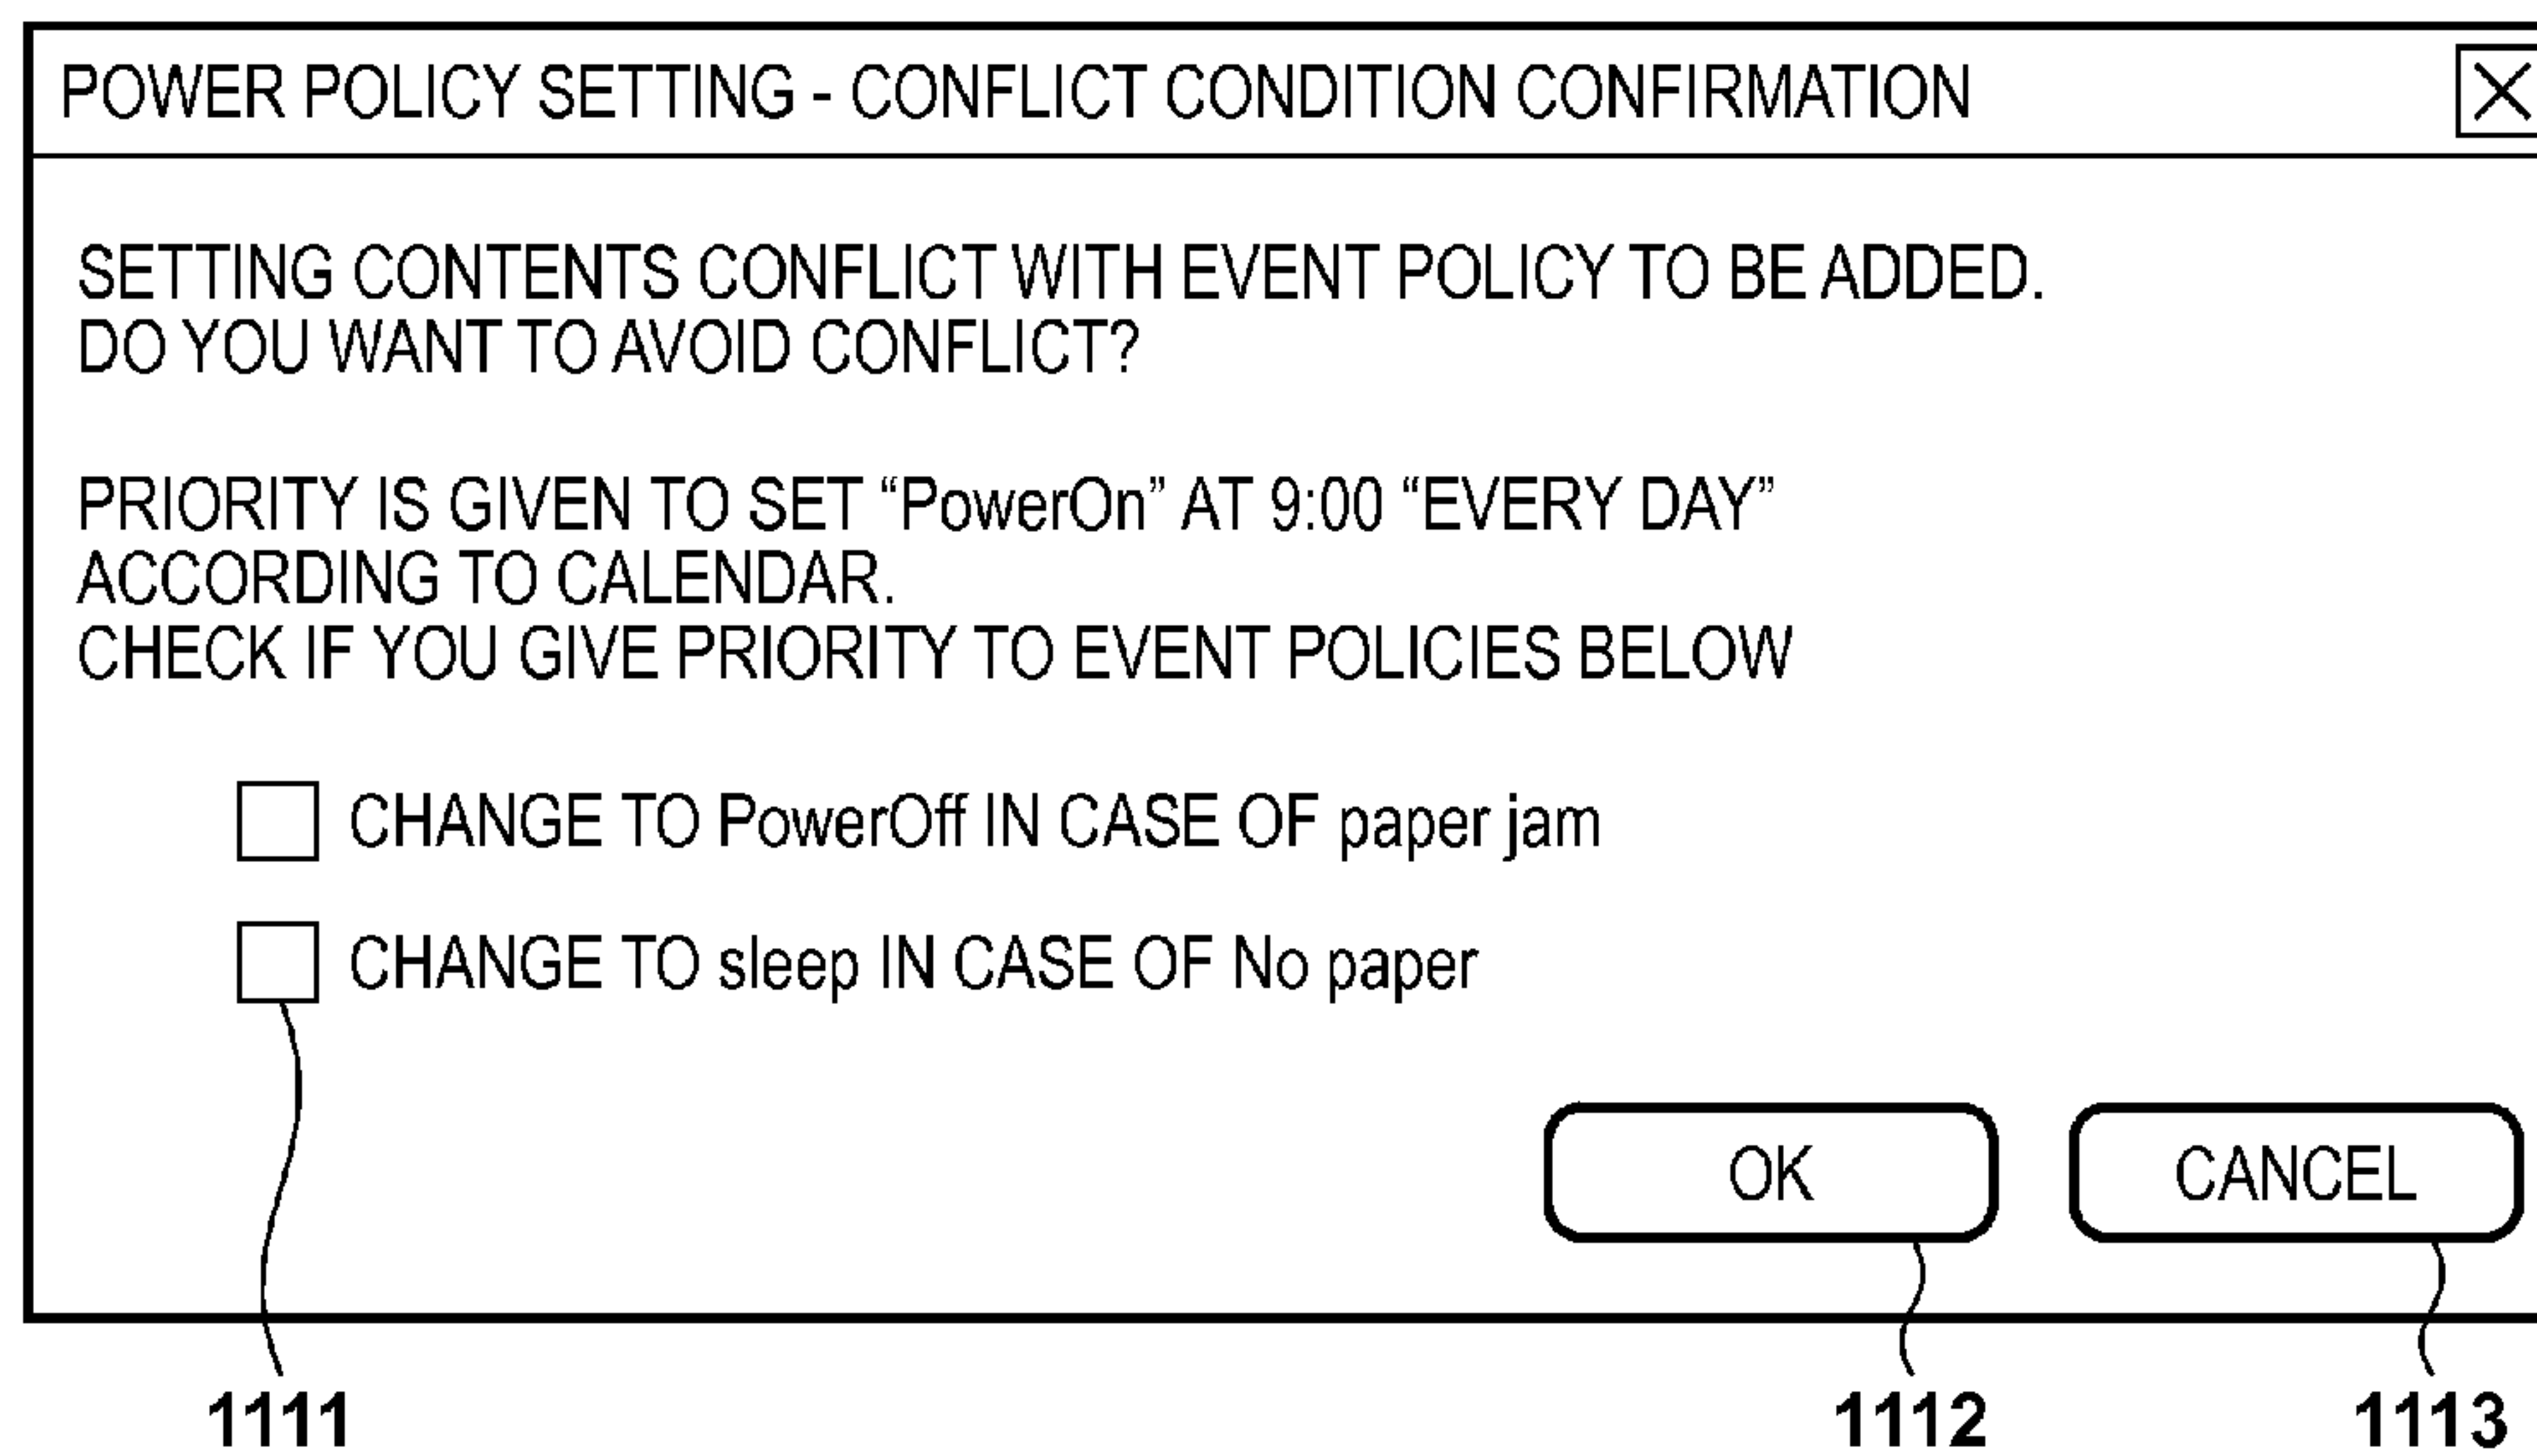 POWER POLICY SETTING - CONFLICT CONDITION CONFIRMATION
SETTING CONTENTS CONFLICT WITH EVENT POLICY TO BE ADDED.
DO YOU WANT TO AVOID CONFLICT?
PRIORITY IS GIVEN TO SET “PowerOn” AT 9:00 “EVERY DAY”
ACCORDING TO CALENDAR.
CHECK IF YOU GIVE PRIORITY TO EVENT POLICIES BELOW
CHANGE TO PowerOff IN CASE OF paper jam
CHANGE TO sleep IN CASE OF No paper
OK CANCEL
1111 1112 1113